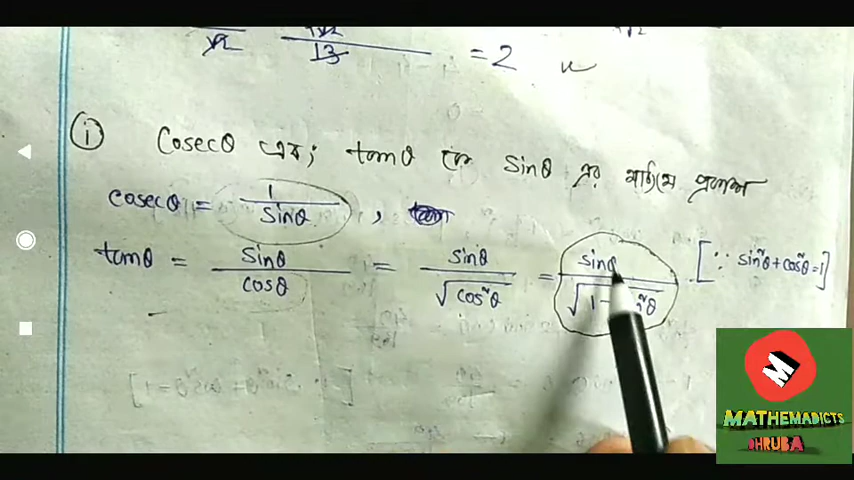 = 2
i cosecθ এবং; tanθ কে sinθ এর মাধ্যমে প্রকাশ
cosecθ = 1/sinθ ,
tanθ = sinθ/cosθ = sinθ/√cos²θ = sinθ/√1- [∵ sin²θ+cos²θ=1]
M
MATHEMADICTS
DHRUBA